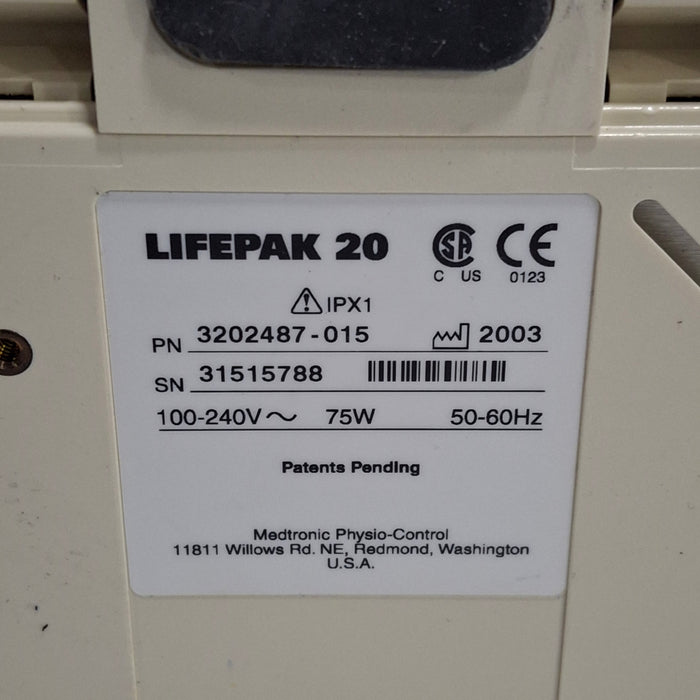 LIFEPAK 20
C US 0123
IPX1
PN 3202487-015 2003
SN 31515788
100-240V~ 75W 50-60Hz
Patents Pending
Medtronic Physio-Control
11811 Willows Rd. NE, Redmond, Washington
U.S.A.